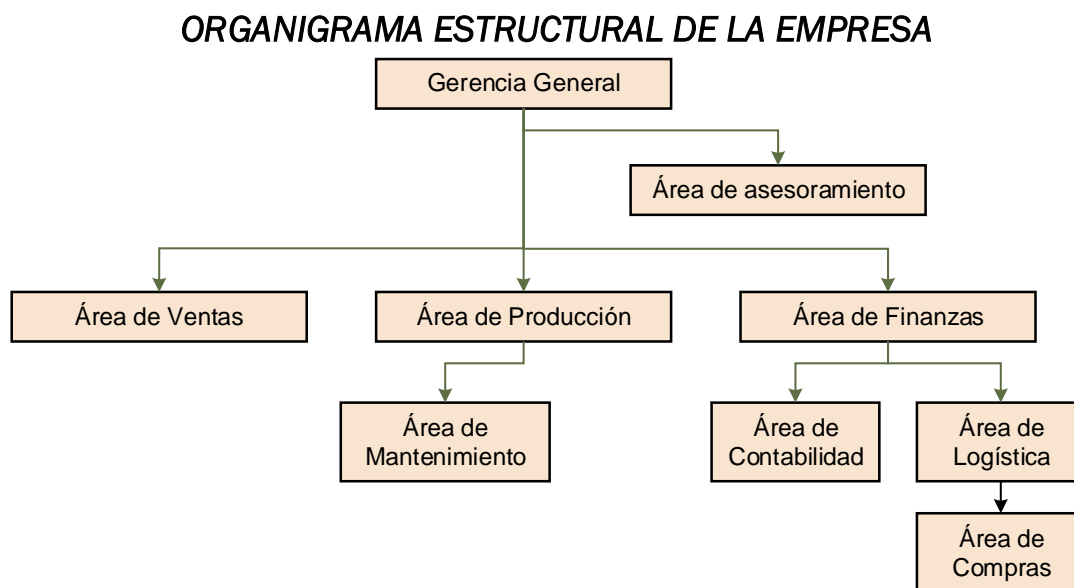 ORGANIGRAMA ESTRUCTURAL DE LA EMPRESA
Gerencia General
Área de asesoramiento
Área de Ventas
Área de Producción
Área de Finanzas
Área de
Mantenimiento
Área de
Contabilidad
Área de
Logística
Área de
Compras